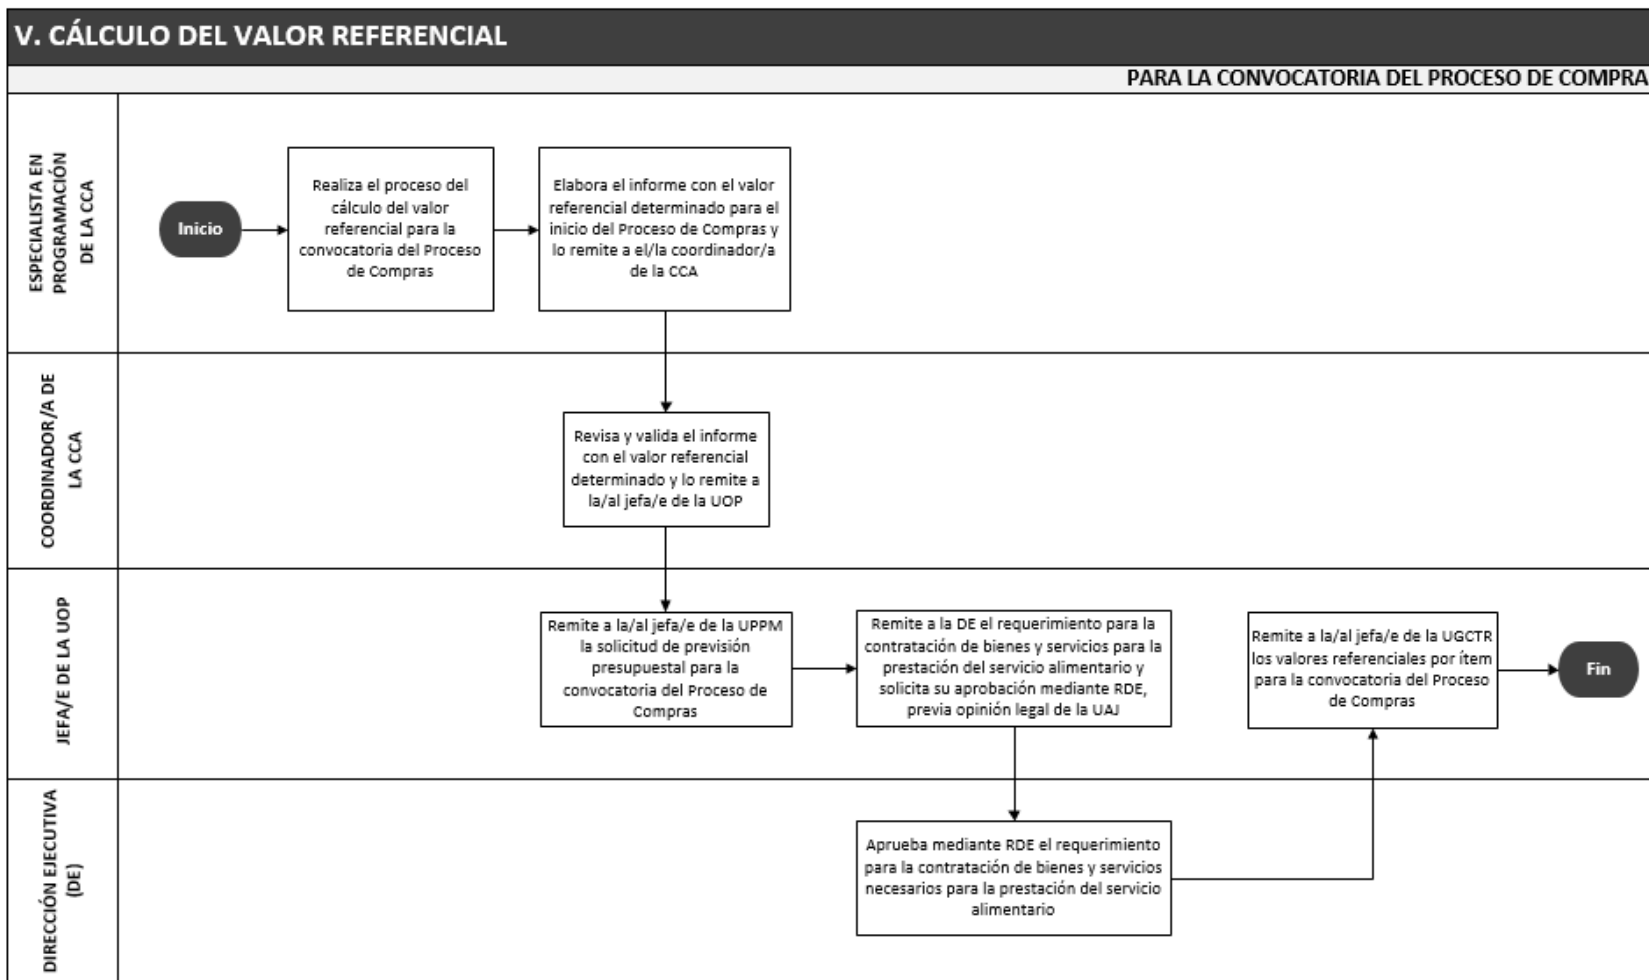 V. CÁLCULO DEL VALOR REFERENCIAL
PARA LA CONVOCATORIA DEL PROCESO DE COMPRA
ESPECIALISTA EN
PROGRAMACIÓN
DE LA CCA
Inicio
Realiza el proceso del
cálculo del valor
referencial para la
convocatoria del Proceso
de Compras
Elabora el informe con el valor
referencial determinado para el
inicio del Proceso de Compras y
lo remite a el/la coordinador/a
de la CCA
COORDINADOR/A DE
LA CCA
Revisa y valida el informe
con el valor referencial
determinado y lo remite a
la/al jefa/e de la UOP
JEFA/E DE LA UOP
Remite a la/al jefa/e de la UPPM
la solicitud de previsión
presupuestal para la
convocatoria del Proceso de
Compras
Remite a la DE el requerimiento para la
contratación de bienes y servicios para la
prestación del servicio alimentario y
solicita su aprobación mediante RDE,
previa opinión legal de la UAJ
Remite a la/al jefa/e de la UGCTR
los valores referenciales por ítem
para la convocatoria del Proceso
de Compras
Fin
DIRECCIÓN EJECUTIVA
(DE)
Aprueba mediante RDE el requerimiento
para la contratación de bienes y servicios
necesarios para la prestación del servicio
alimentario